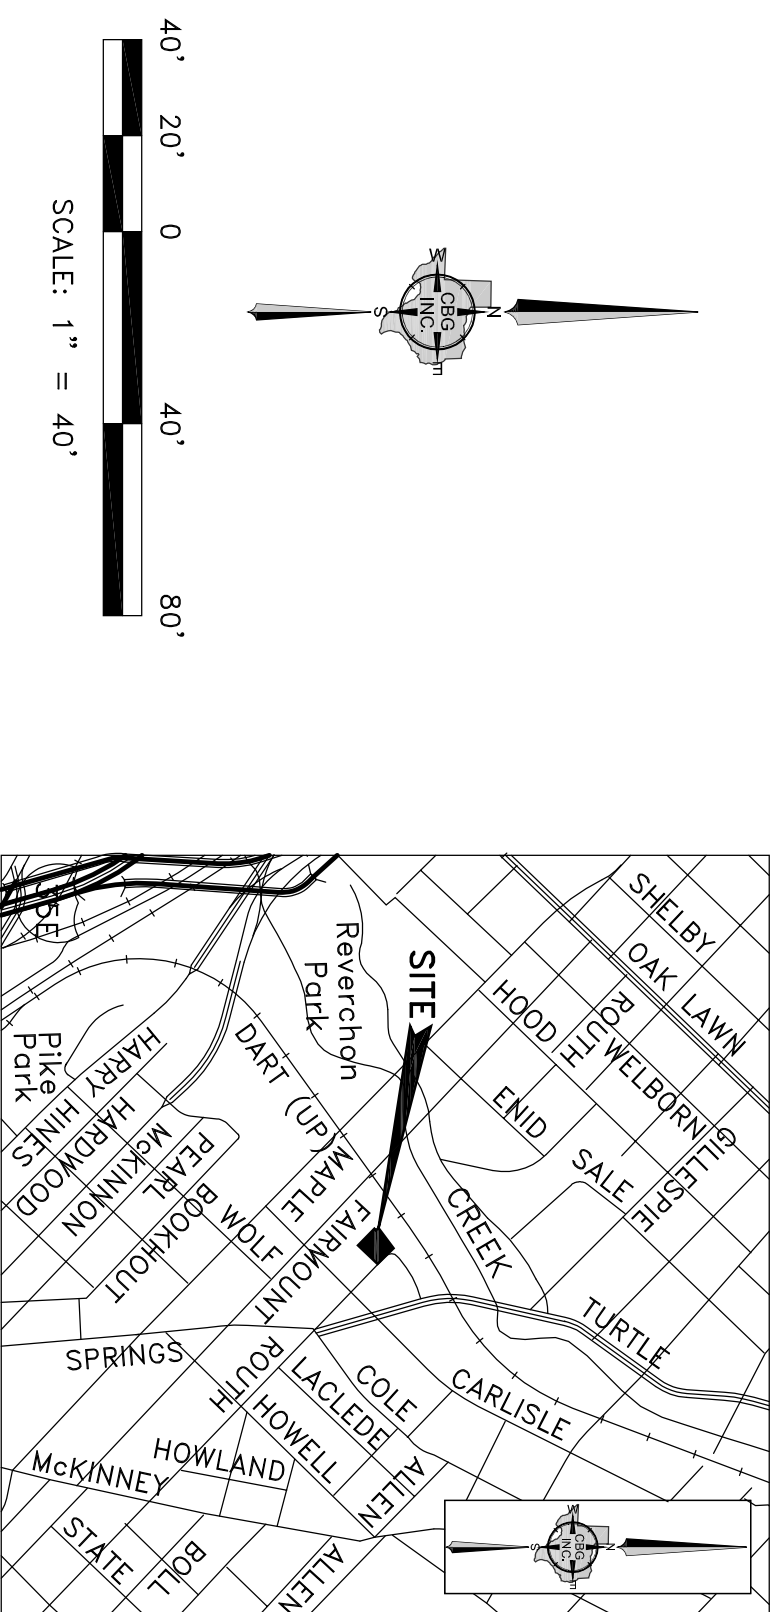 40'
20'
0
40'
80'
SCALE: 1" = 40'
N
W
CBG
INC.
E
S
SHELBY
OAK LAWN
ROUTH
HOOD
WELBORN
GILLESPIE
ENID
SALE
SITE
Reverchon
Park
35E
Pike
Park
DART (UP)
MAPLE
FAIRMOUNT
HARRY
HINES
HARDWOOD
McKINNON
PEARL
BOOKHOUT
WOLF
CREEK
TURTLE
SPRINGS
ROUTH
COLE
LACLEDE
HOWELL
CARLISLE
ALLEN
HOWLAND
McKINNEY
STATE
BOLL
ALLEN
N
W
CBG
INC.
E
S